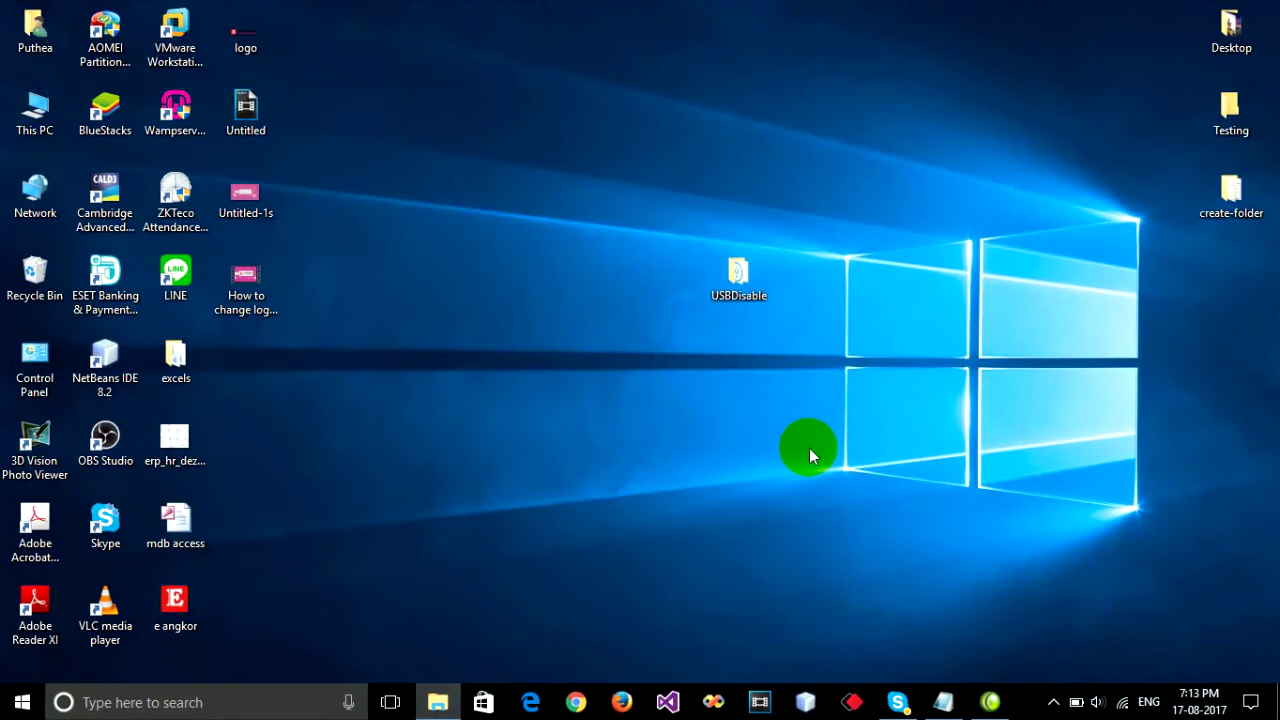 Puthea
AOMEI
Partition...
VMware
Workstati...
logo
Desktop
This PC
BlueStacks
Wampserv...
Untitled
Testing
CALD3
Network
Cambridge
Advanced...
ZKTeco
Attendance...
Untitled-1s
create-folder
Recycle Bin
ESET Banking
& Payment...
LINE
LINE
How to
change log...
USBDisable
Control
Panel
NetBeans IDE
8.2
excels
3D Vision
Photo Viewer
OBS Studio
erp_hr_dez...
Adobe
Acrobat...
Skype
mdb access
Adobe
Reader XI
VLC media
player
E
e angkor
Type here to search
ENG
7:13 PM
17-08-2017